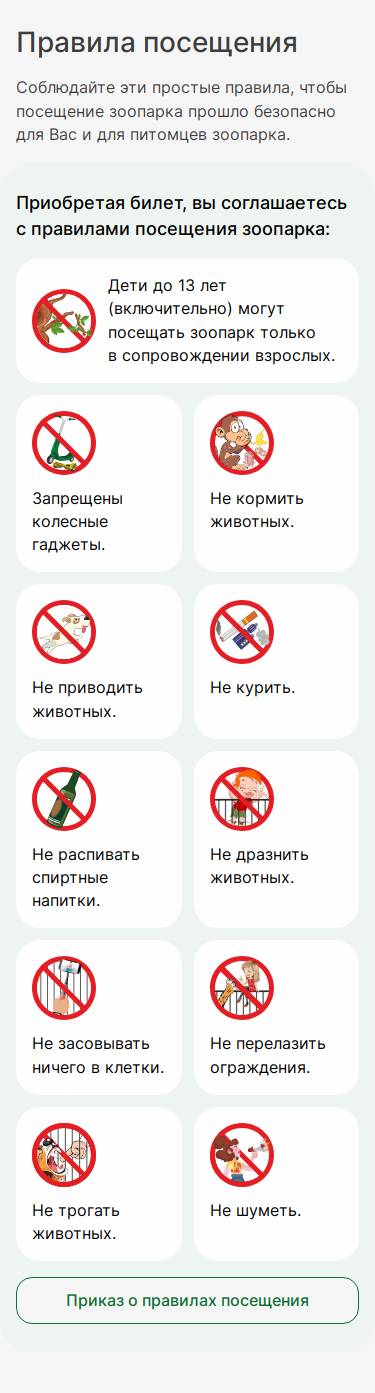 Правила посещения
Соблюдайте эти простые правила, чтобы
посещение зоопарка прошло безопасно
для Вас и для питомцев зоопарка.
Приобретая билет, вы соглашаетесь
с правилами посещения зоопарка:
Дети до 13 лет
(включительно) могут
посещать зоопарк только
в сопровождении взрослых.
Запрещены
колесные
гаджеты.
Не кормить
животных.
Не приводить
животных.
Не курить.
Не распивать
спиртные
напитки.
Не дразнить
животных.
Не засовывать
ничего в клетки.
Не перелазить
ограждения.
Не трогать
животных.
Не шуметь.
Приказ о правилах посещения